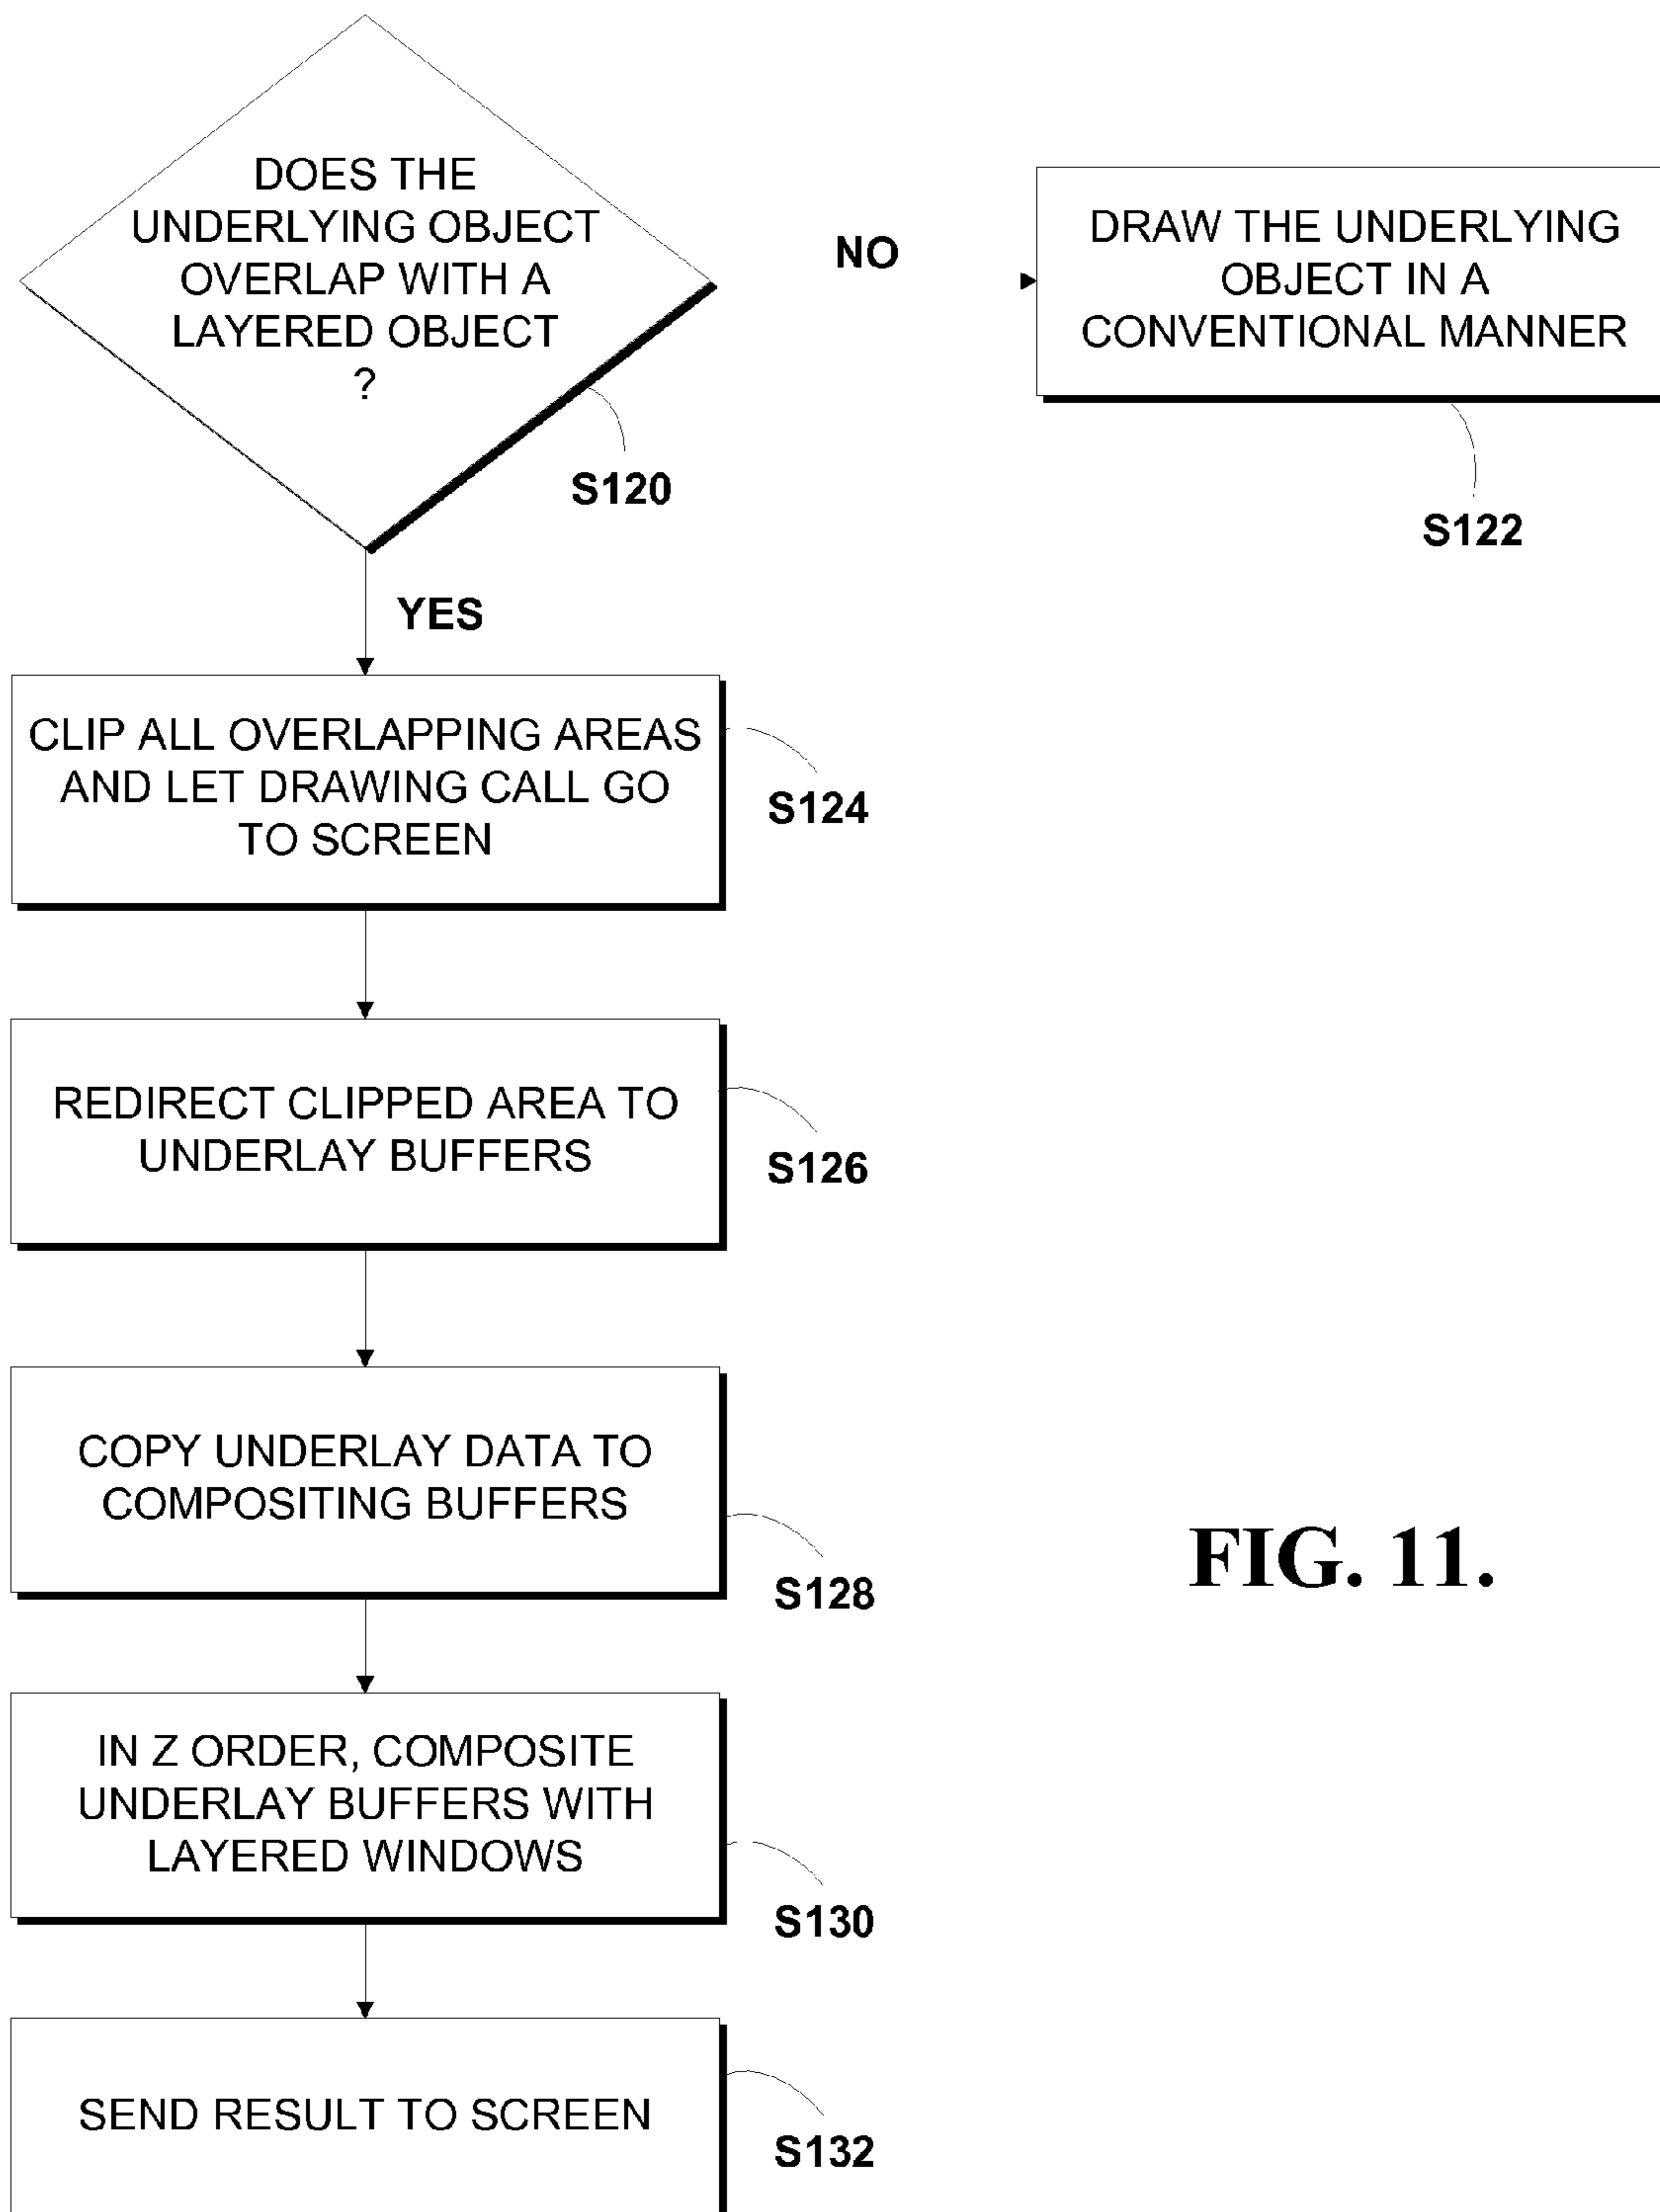 DOES THE
UNDERLYING OBJECT
OVERLAP WITH A
LAYERED OBJECT
?
S120
NO
DRAW THE UNDERLYING
OBJECT IN A
CONVENTIONAL MANNER
S122
YES
CLIP ALL OVERLAPPING AREAS
AND LET DRAWING CALL GO
TO SCREEN
S124
REDIRECT CLIPPED AREA TO
UNDERLAY BUFFERS
S126
COPY UNDERLAY DATA TO
COMPOSITING BUFFERS
S128
IN Z ORDER, COMPOSITE
UNDERLAY BUFFERS WITH
LAYERED WINDOWS
S130
SEND RESULT TO SCREEN
S132
FIG. 11.